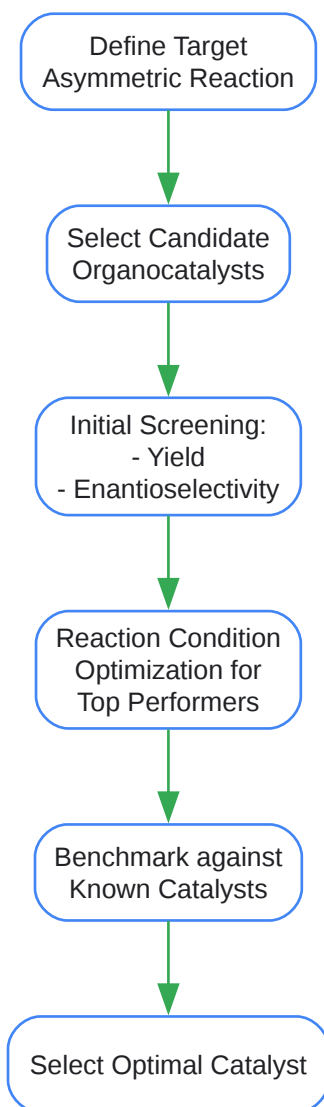 Define Target
Asymmetric Reaction
Select Candidate
Organocatalysts
Initial Screening:
- Yield
- Enantioselectivity
Reaction Condition
Optimization for
Top Performers
Benchmark against
Known Catalysts
Select Optimal Catalyst